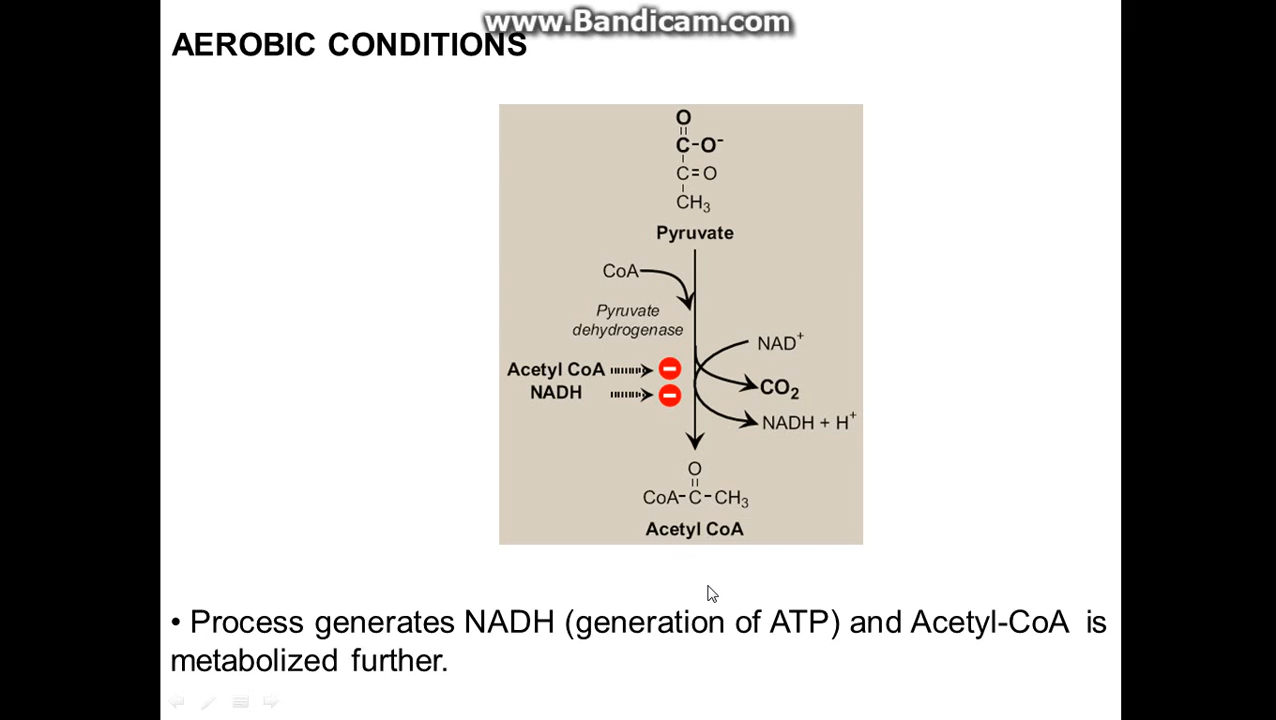 www.Bandicam.com
AEROBIC CONDITIONS
O
C-O⁻
C=O
CH₃
Pyruvate
CoA
Pyruvate
dehydrogenase
NAD⁺
Acetyl CoA
NADH
CO₂
NADH + H⁺
O
CoA-C-CH₃
Acetyl CoA
• Process generates NADH (generation of ATP) and Acetyl-CoA is
metabolized further.